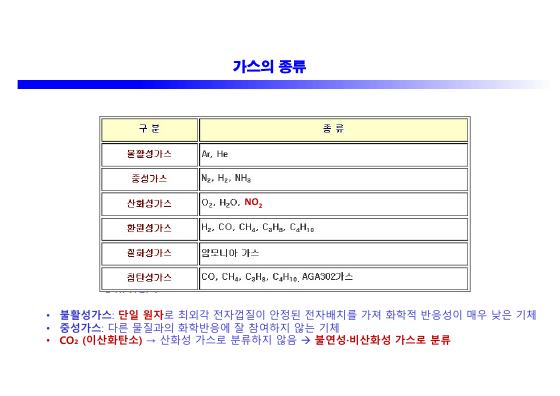 가스의 종류
구 분 종 류
불활성가스 Ar, He
중성가스 N₂, H₂, NH₃
산화성가스 O₂, H₂O, NO₂
환원성가스 H₂, CO, CH₄, C₃H₈, C₄H₁₀
질화성가스 암모니아 가스
침탄성가스 CO, CH₄, C₃H₈, C₄H₁₀, AGA302가스
• 불활성가스: 단일 원자로 최외각 전자껍질이 안정된 전자배치를 가져 화학적 반응성이 매우 낮은 기체
• 중성가스: 다른 물질과의 화학반응에 잘 참여하지 않는 기체
• CO₂ (이산화탄소) → 산화성 가스로 분류하지 않음 → 불연성·비산화성 가스로 분류